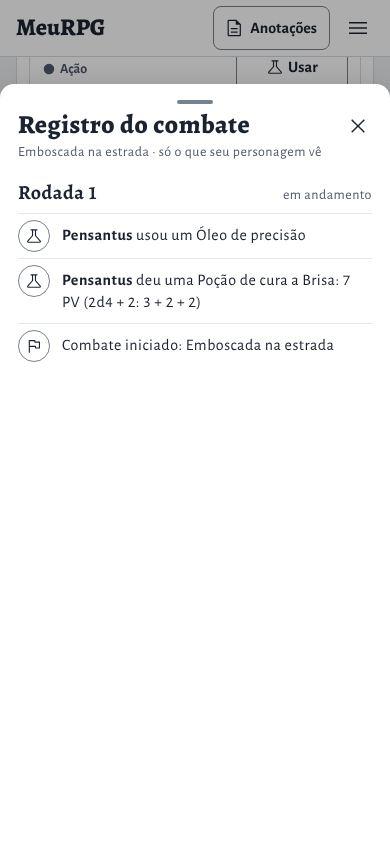 MeuRPG
Anotações
Ação
Usar
Registro do combate
Emboscada na estrada · só o que seu personagem vê
Rodada 1
em andamento
Pensantus usou um Óleo de precisão
Pensantus deu uma Poção de cura a Brisa: 7
PV (2d4 + 2: 3 + 2 + 2)
Combate iniciado: Emboscada na estrada